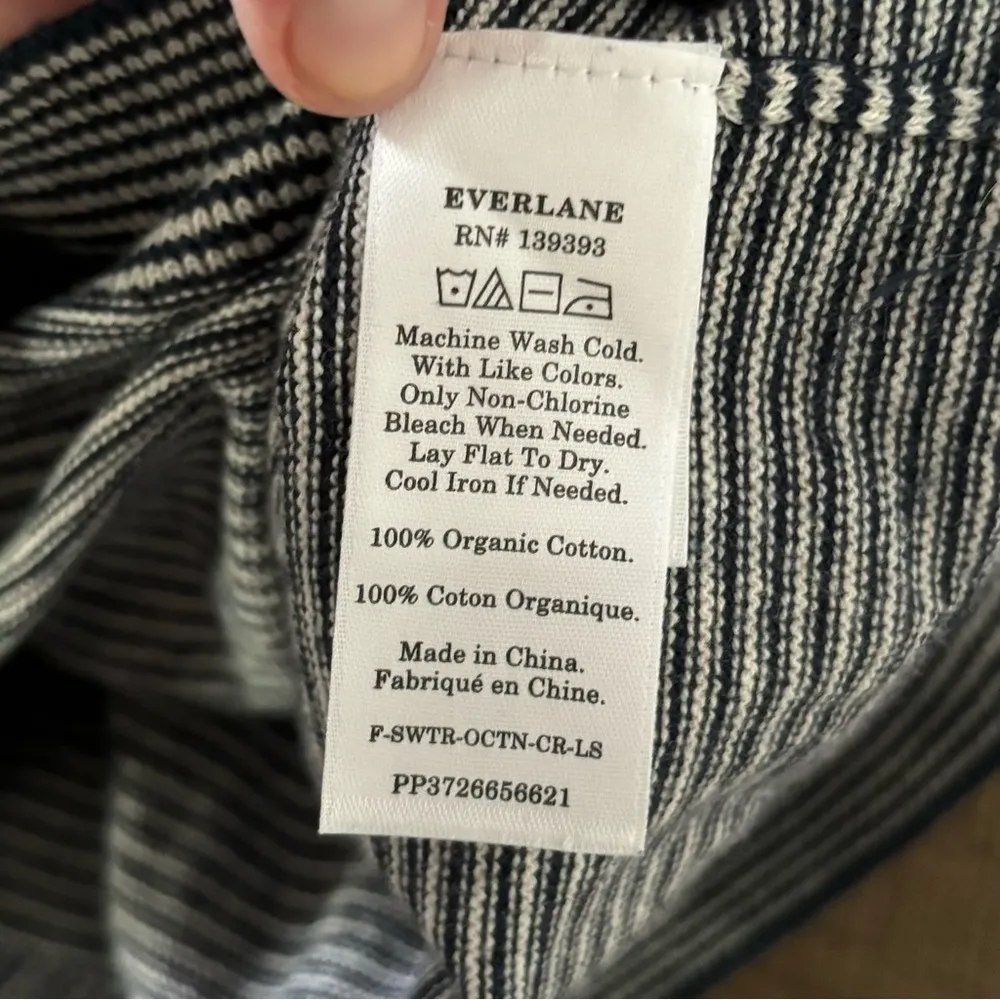 EVERLANE
RN# 139393
Machine Wash Cold.
With Like Colors.
Only Non-Chlorine
Bleach When Needed.
Lay Flat To Dry.
Cool Iron If Needed.
100% Organic Cotton.
100% Coton Organique.
Made in China.
Fabriqué en Chine.
F-SWTR-OCTN-CR-LS
PP3726656621